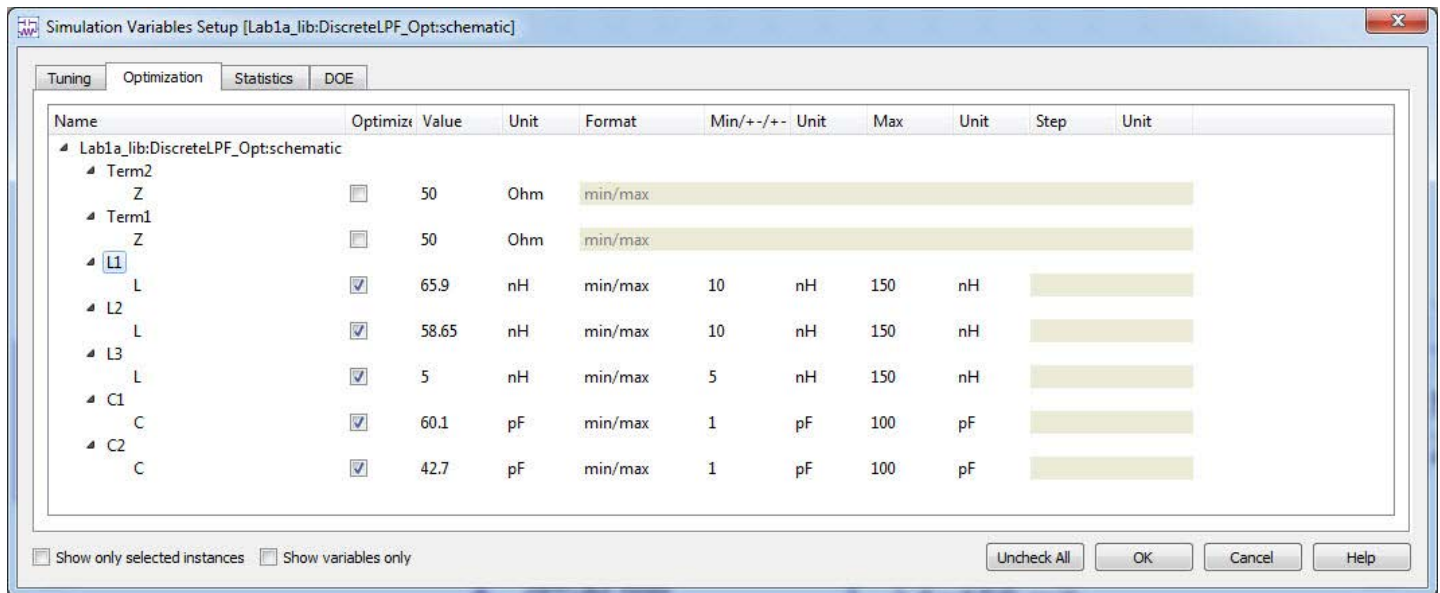 Simulation Variables Setup [Lab1a_lib:DiscreteLPF_Opt:schematic]
Tuning Optimization Statistics DOE
Name Optimize Value Unit Format Min/+-/+- Unit Max Unit Step Unit
Lab1a_lib:DiscreteLPF_Opt:schematic
Term2
Z 50 Ohm min/max
Term1
Z 50 Ohm min/max
L1
L 65.9 nH min/max 10 nH 150 nH
L2
L 58.65 nH min/max 10 nH 150 nH
L3
L 5 nH min/max 5 nH 150 nH
C1
C 60.1 pF min/max 1 pF 100 pF
C2
C 42.7 pF min/max 1 pF 100 pF
Show only selected instances Show variables only Uncheck All OK Cancel Help